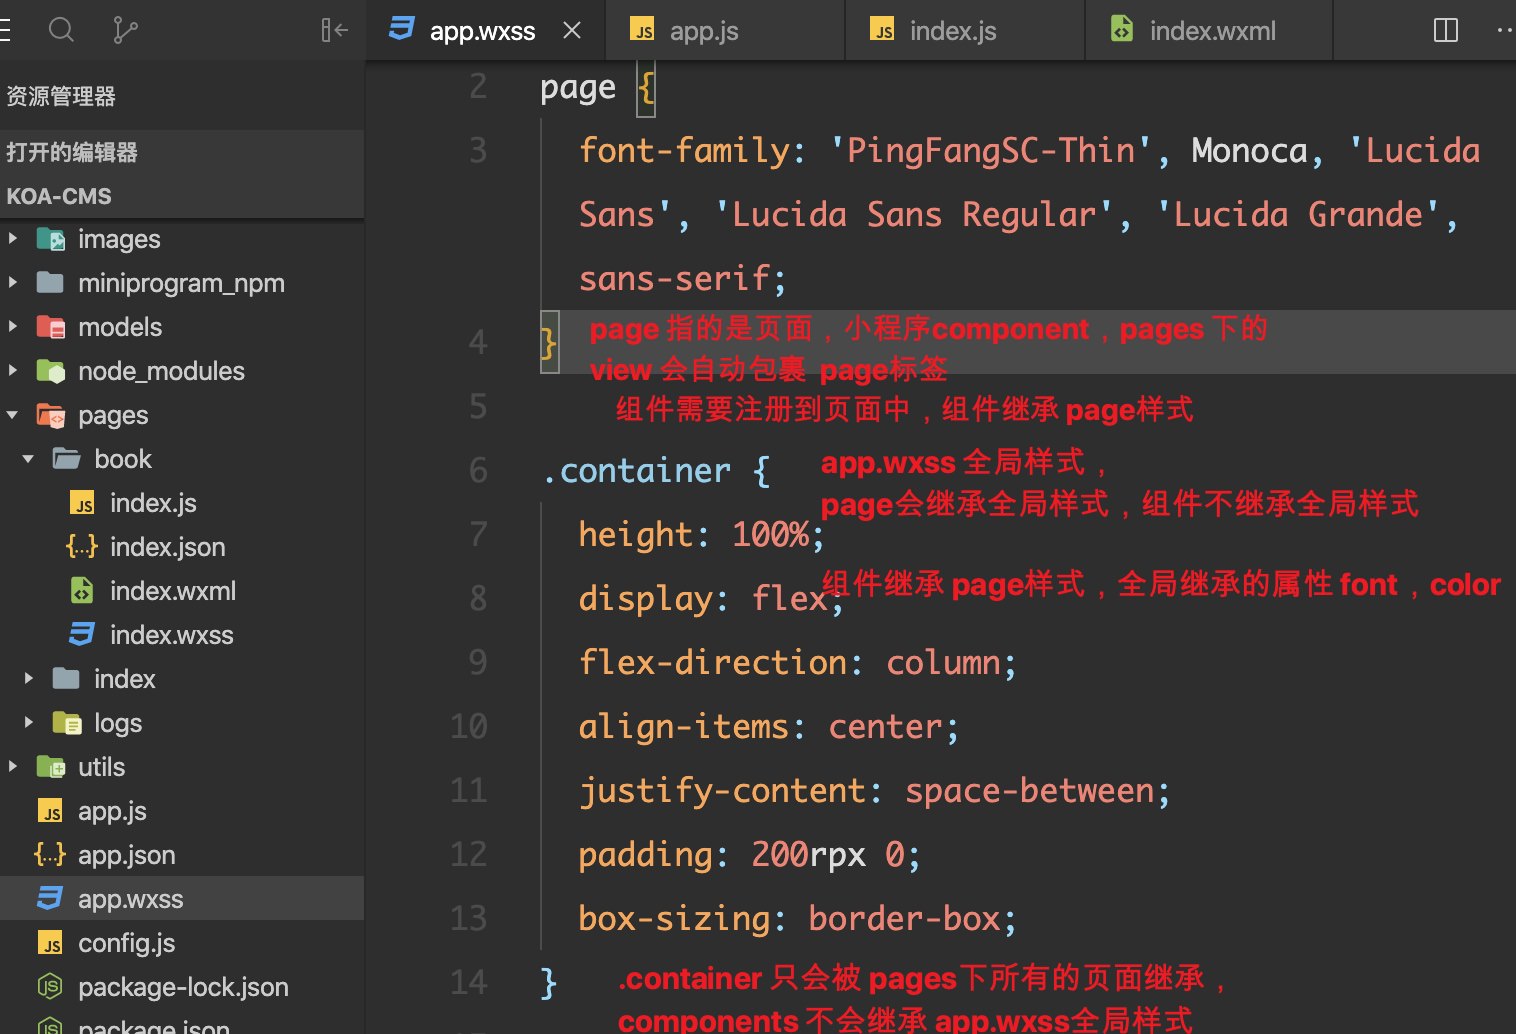 app.wxss
app.js
index.js
index.wxml
资源管理器
打开的编辑器
KOA-CMS
images
miniprogram_npm
models
node_modules
pages
book
index.js
index.json
index.wxml
index.wxss
index
logs
utils
app.js
app.json
app.wxss
config.js
package-lock.json
package.json
2 page {
3 font-family: 'PingFangSC-Thin', Monoca, 'Lucida
Sans', 'Lucida Sans Regular', 'Lucida Grande',
sans-serif;
4 }
page 指的是页面，小程序component，pages 下的
view 会自动包裹 page标签
5
组件需要注册到页面中，组件继承 page样式
6 .container {
app.wxss 全局样式，
page会继承全局样式，组件不继承全局样式
7 height: 100%;
组件继承 page样式，全局继承的属性 font，color
8 display: flex;
9 flex-direction: column;
10 align-items: center;
11 justify-content: space-between;
12 padding: 200rpx 0;
13 box-sizing: border-box;
14 }
.container 只会被 pages下所有的页面继承，
components 不会继承 app.wxss全局样式